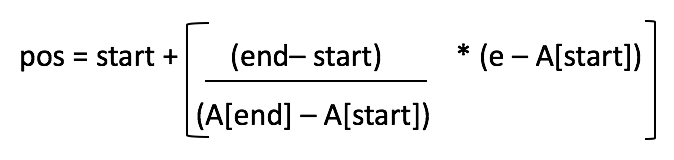 pos = start + [ (end– start) * (e – A[start]) ]
(A[end] – A[start])